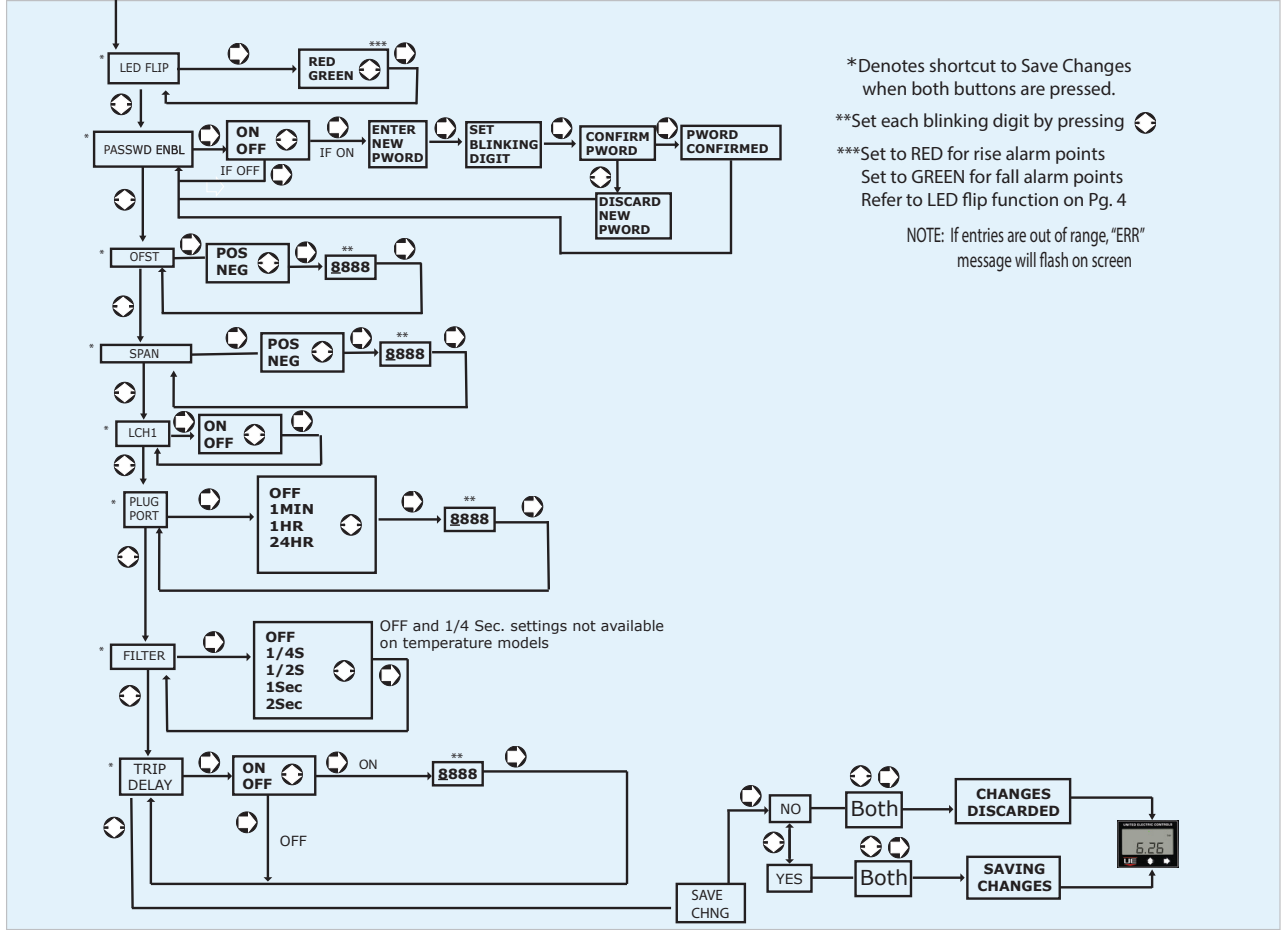 *
LED FLIP
***
RED
GREEN
*Denotes shortcut to Save Changes
when both buttons are pressed.
**Set each blinking digit by pressing
***Set to RED for rise alarm points
Set to GREEN for fall alarm points
Refer to LED flip function on Pg. 4
NOTE: If entries are out of range, "ERR"
message will flash on screen
*
PASSWD ENBL
ON
OFF
IF ON
IF OFF
ENTER
NEW
PWORD
SET
BLINKING
DIGIT
CONFIRM
PWORD
PWORD
CONFIRMED
DISCARD
NEW
PWORD
*
OFST
POS
NEG
**
8888
*
SPAN
POS
NEG
**
8888
*
LCH1
ON
OFF
*
PLUG
PORT
OFF
1MIN
1HR
24HR
**
8888
*
FILTER
OFF
1/4S
1/2S
1Sec
2Sec
OFF and 1/4 Sec. settings not available
on temperature models
*
TRIP
DELAY
ON
OFF
ON
**
8888
OFF
SAVE
CHNG
NO
Both
CHANGES
DISCARDED
YES
Both
SAVING
CHANGES
UNITED ELECTRIC CONTROLS
6.26
UE